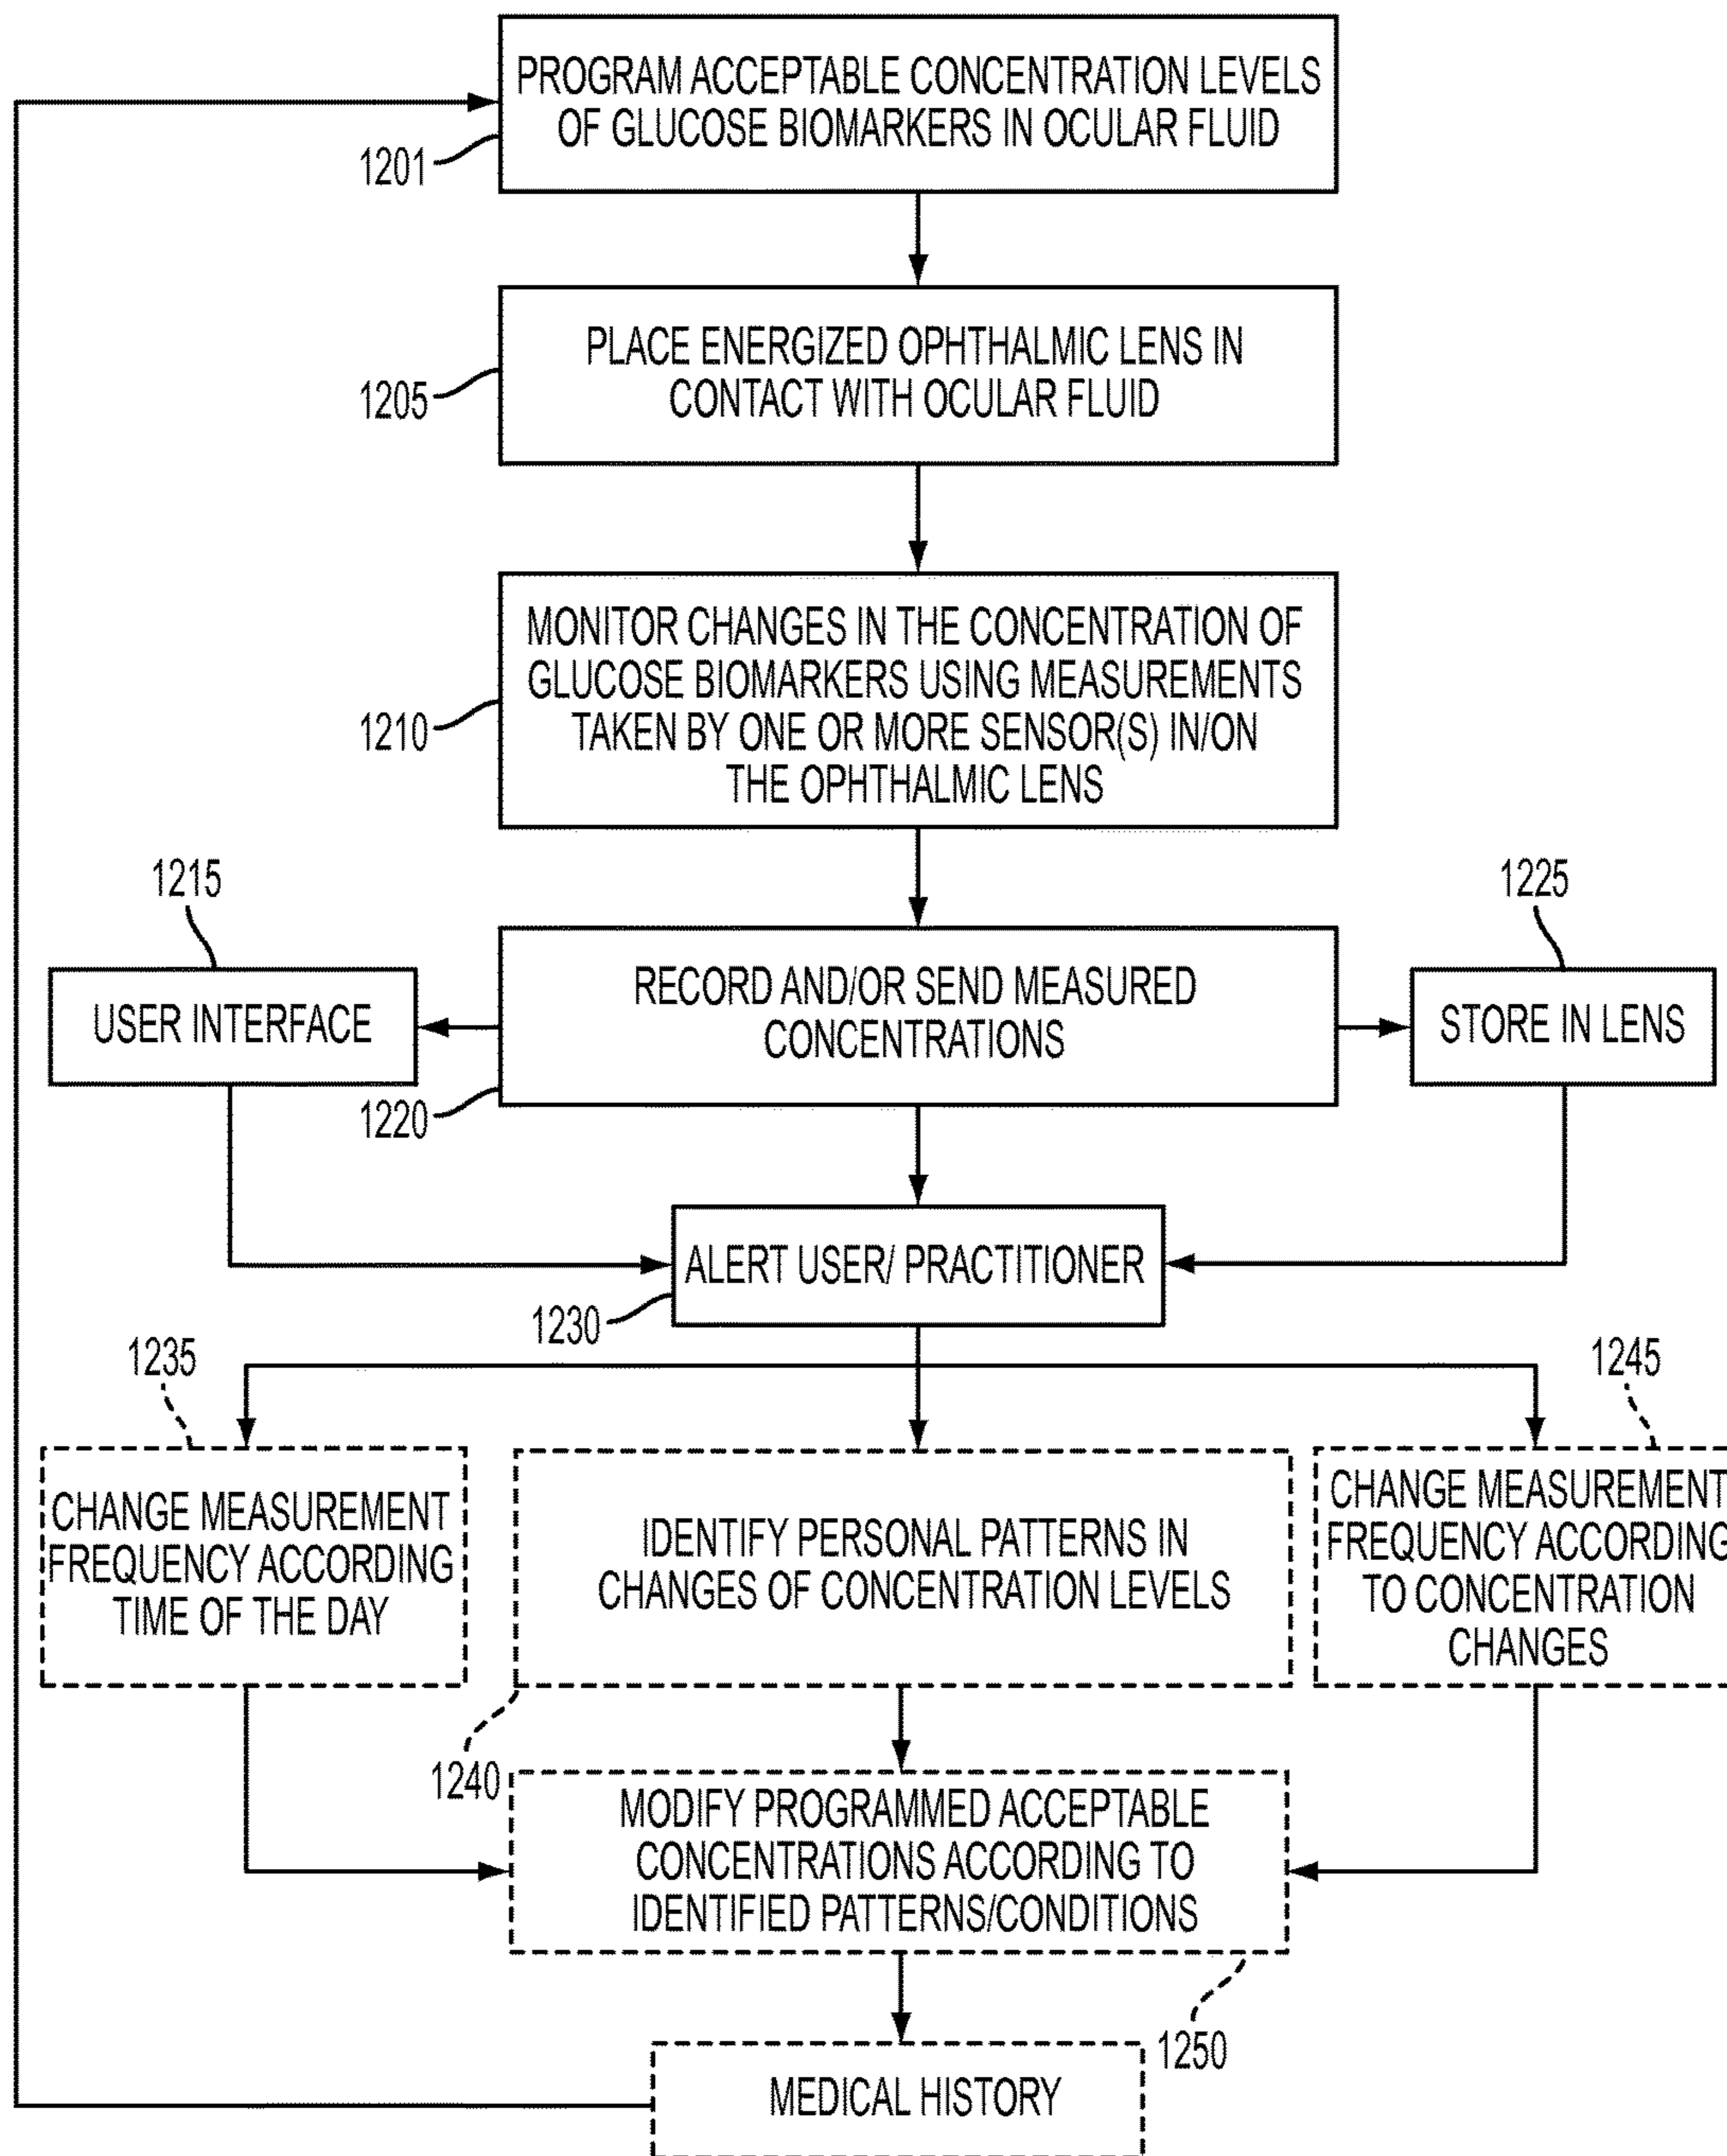 PROGRAM ACCEPTABLE CONCENTRATION LEVELS
OF GLUCOSE BIOMARKERS IN OCULAR FLUID
1201
PLACE ENERGIZED OPHTHALMIC LENS IN
CONTACT WITH OCULAR FLUID
1205
MONITOR CHANGES IN THE CONCENTRATION OF
GLUCOSE BIOMARKERS USING MEASUREMENTS
TAKEN BY ONE OR MORE SENSOR(S) IN/ON
THE OPHTHALMIC LENS
1210
1215
USER INTERFACE
RECORD AND/OR SEND MEASURED
CONCENTRATIONS
1220
1225
STORE IN LENS
ALERT USER/ PRACTITIONER
1230
1235
CHANGE MEASUREMENT
FREQUENCY ACCORDING
TIME OF THE DAY
IDENTIFY PERSONAL PATTERNS IN
CHANGES OF CONCENTRATION LEVELS
1240
1245
CHANGE MEASUREMENT
FREQUENCY ACCORDING
TO CONCENTRATION
CHANGES
MODIFY PROGRAMMED ACCEPTABLE
CONCENTRATIONS ACCORDING TO
IDENTIFIED PATTERNS/CONDITIONS
1250
MEDICAL HISTORY